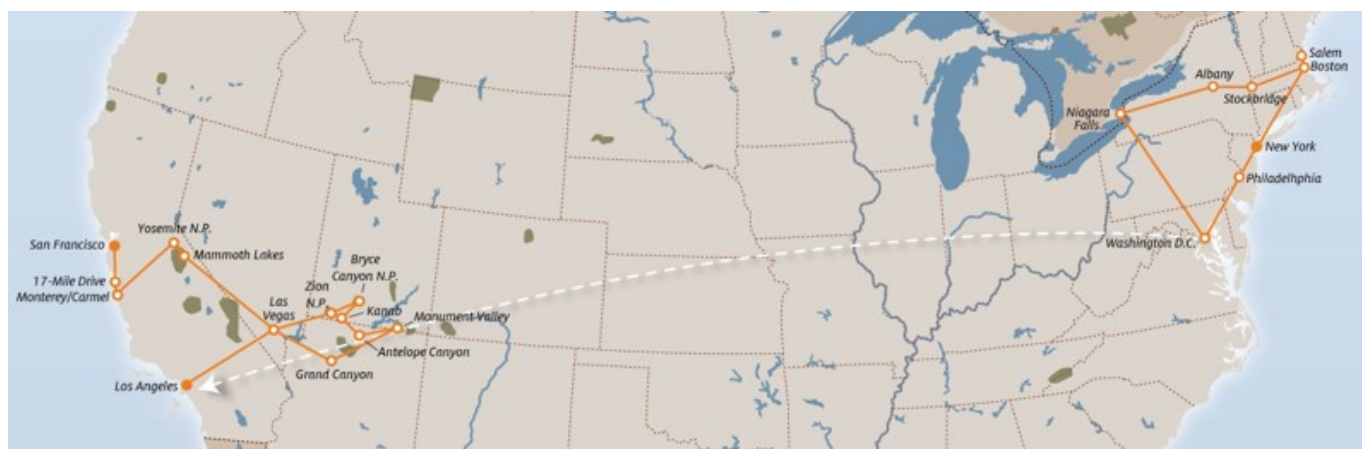 Salem
Boston
Albany
Stockbridge
Niagara
Falls
New York
Philadelhphia
Washington D.C.
Yosemite N.P.
San Francisco
Mammoth Lakes
17-Mile Drive
Monterey/Carmel
Bryce
Canyon N.P.
Zion
N.P.
Las
Vegas
Kanab
Monument Valley
Antelope Canyon
Grand Canyon
Los Angeles